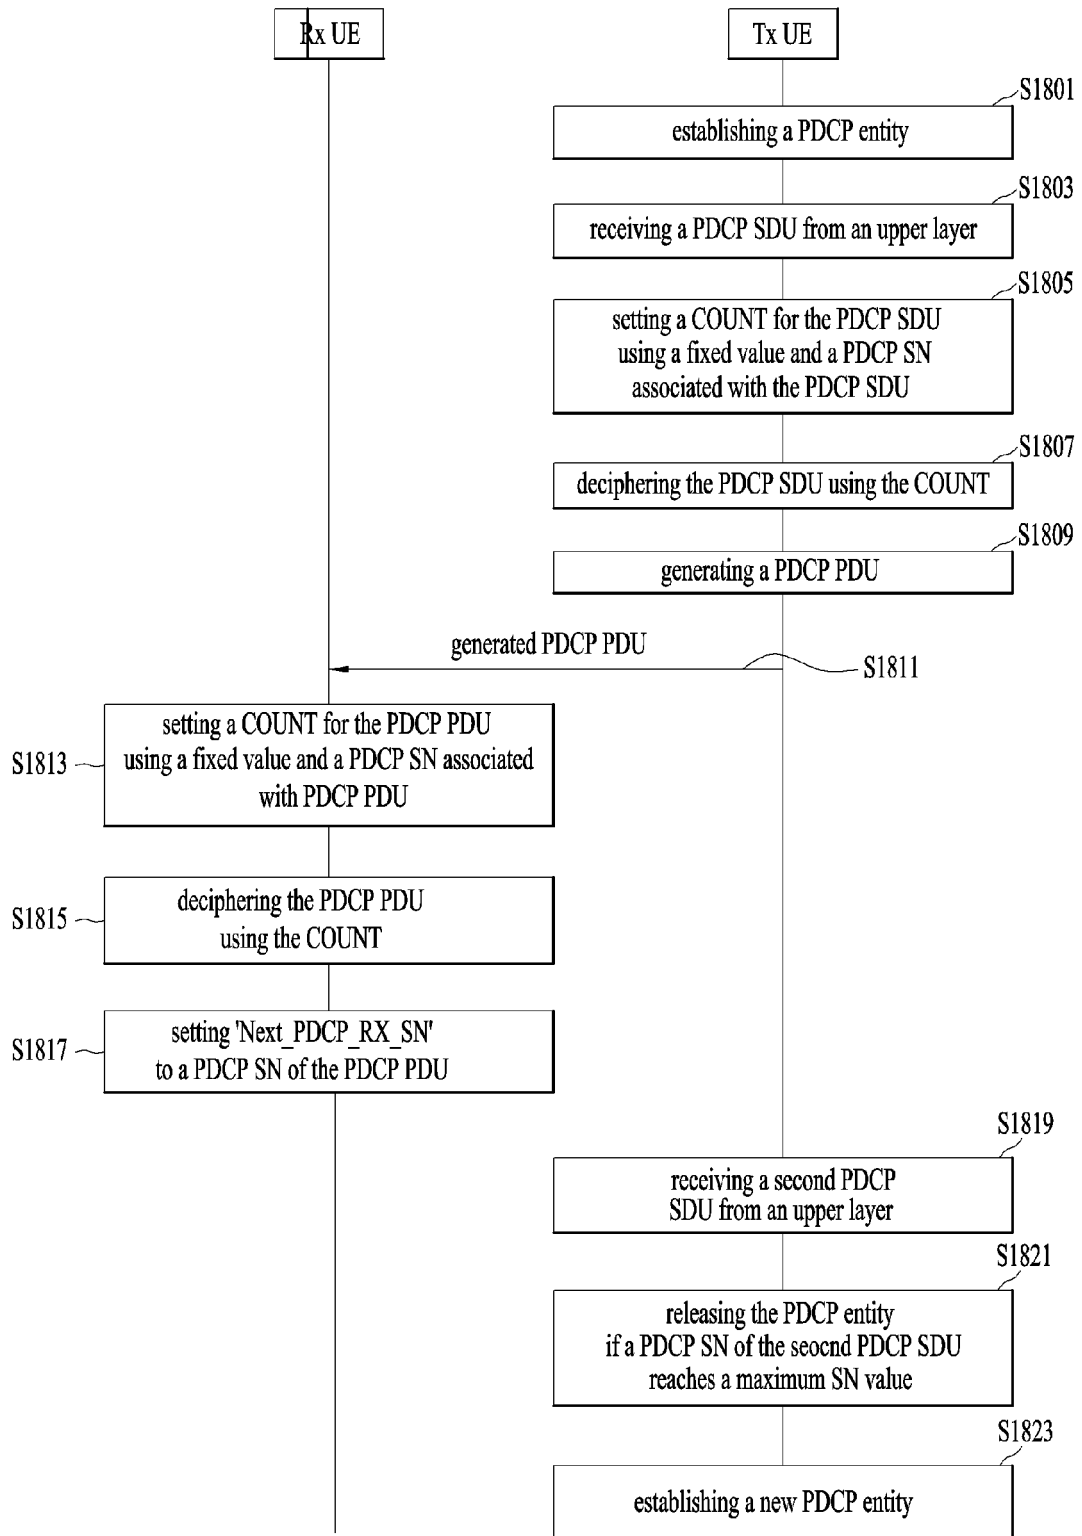 Rx UE
Tx UE
S1801
establishing a PDCP entity
S1803
receiving a PDCP SDU from an upper layer
S1805
setting a COUNT for the PDCP SDU
using a fixed value and a PDCP SN
associated with the PDCP SDU
S1807
deciphering the PDCP SDU using the COUNT
S1809
generating a PDCP PDU
generated PDCP PDU
S1811
setting a COUNT for the PDCP PDU
using a fixed value and a PDCP SN associated
with PDCP PDU
S1813
deciphering the PDCP PDU
using the COUNT
S1815
setting 'Next_PDCP_RX_SN'
to a PDCP SN of the PDCP PDU
S1817
S1819
receiving a second PDCP
SDU from an upper layer
S1821
releasing the PDCP entity
if a PDCP SN of the seocnd PDCP SDU
reaches a maximum SN value
S1823
establishing a new PDCP entity